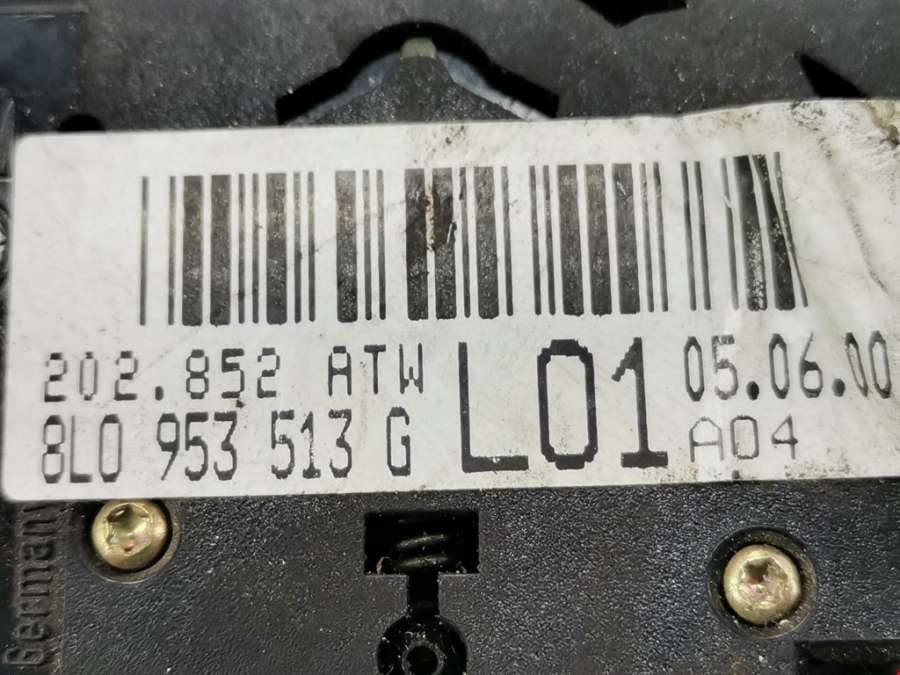 202.852 ATW
8L0 953 513 G
L01
05.06.00
A04
Germany